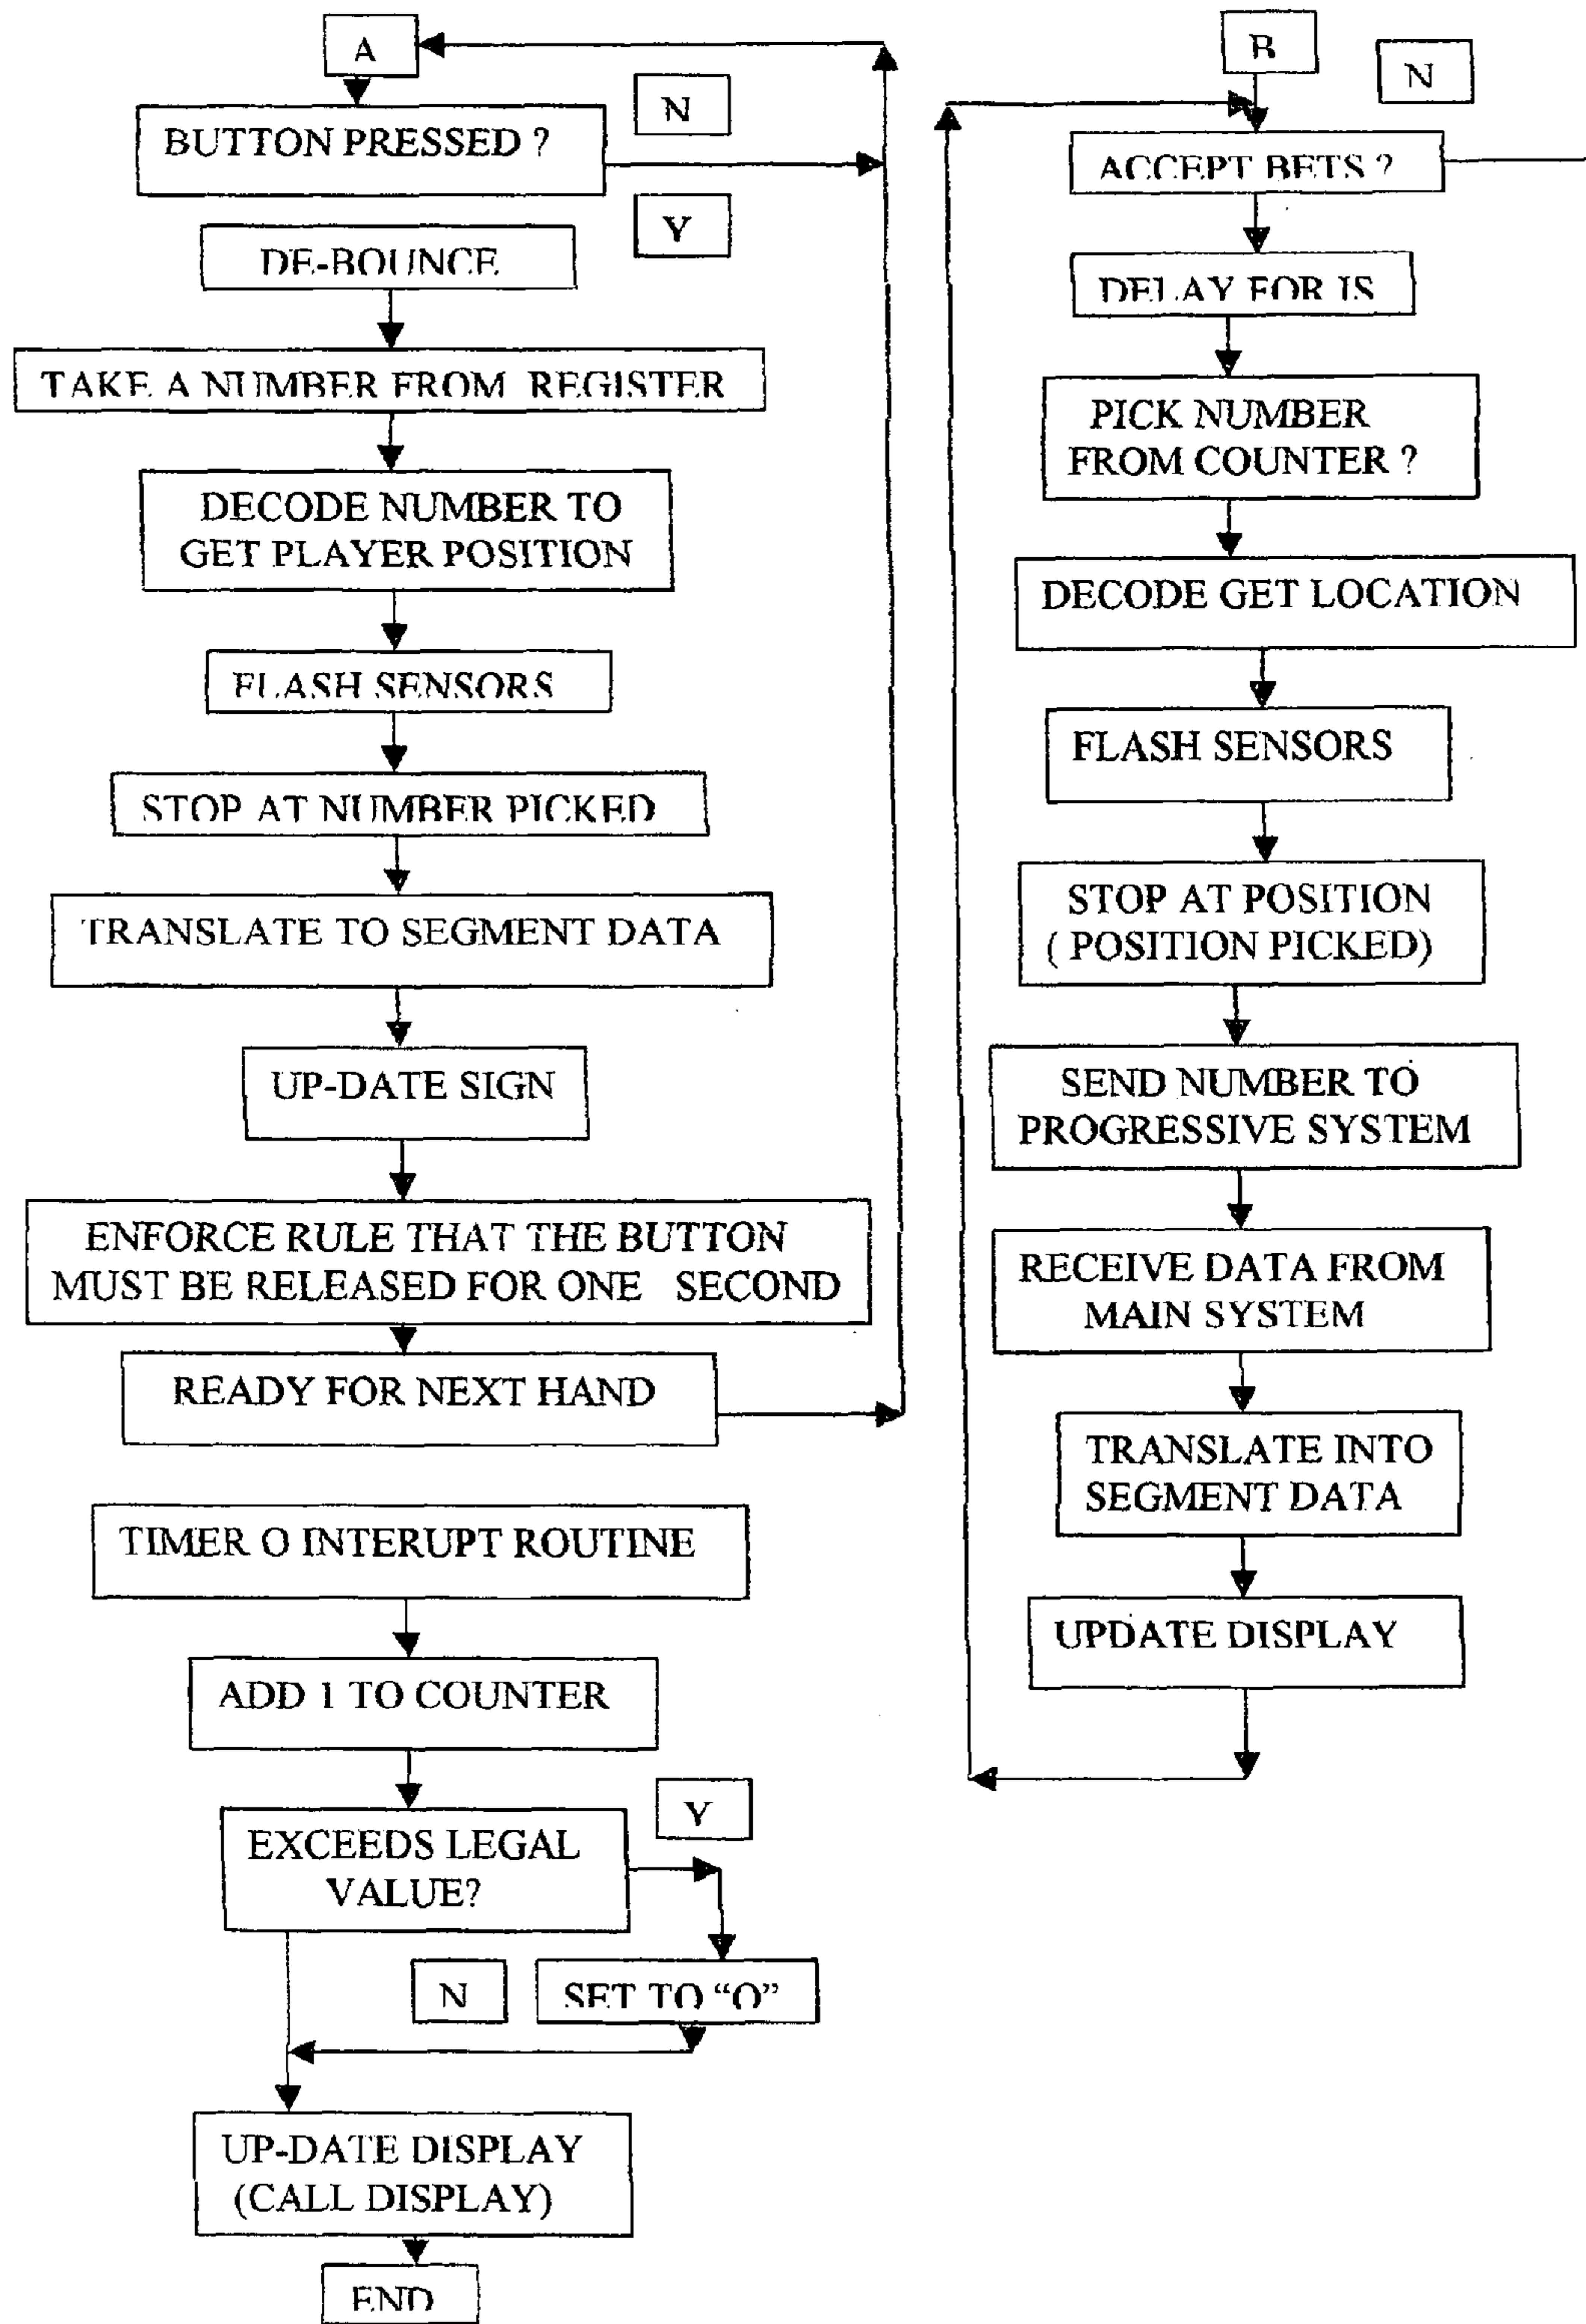 A
N
BUTTON PRESSED ?
Y
DE-BOUNCE
TAKE A NUMBER FROM REGISTER
DECODE NUMBER TO
GET PLAYER POSITION
FLASH SENSORS
STOP AT NUMBER PICKED
TRANSLATE TO SEGMENT DATA
UP-DATE SIGN
ENFORCE RULE THAT THE BUTTON
MUST BE RELEASED FOR ONE SECOND
READY FOR NEXT HAND
TIMER O INTERUPT ROUTINE
ADD 1 TO COUNTER
Y
EXCEEDS LEGAL
VALUE?
N
SET TO “O”
UP-DATE DISPLAY
(CALL DISPLAY)
END
B
N
ACCEPT BETS ?
DELAY FOR 1S
PICK NUMBER
FROM COUNTER ?
DECODE GET LOCATION
FLASH SENSORS
STOP AT POSITION
( POSITION PICKED)
SEND NUMBER TO
PROGRESSIVE SYSTEM
RECEIVE DATA FROM
MAIN SYSTEM
TRANSLATE INTO
SEGMENT DATA
UPDATE DISPLAY